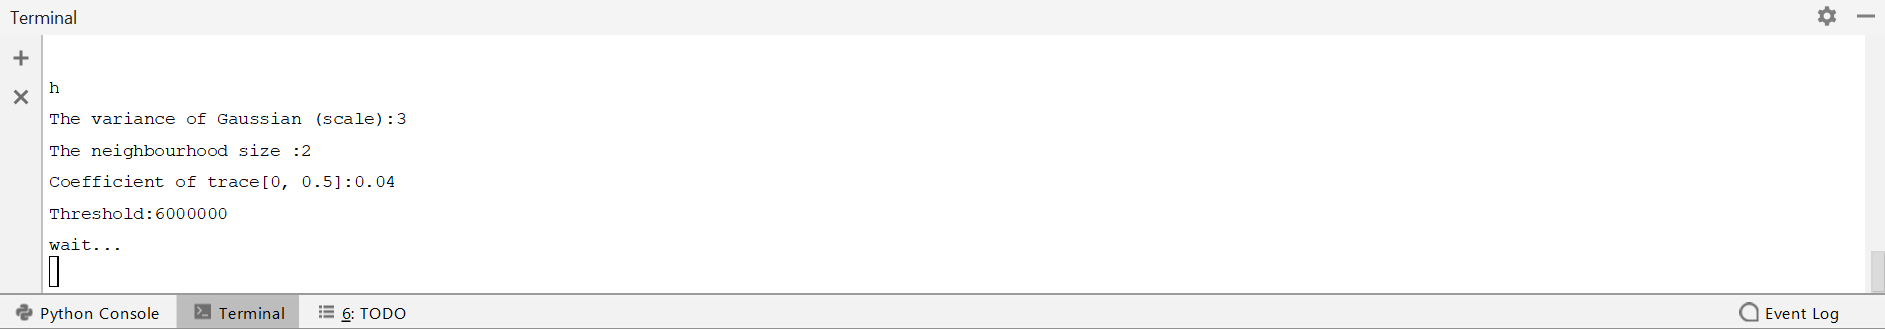 Terminal
h
The variance of Gaussian (scale):3
The neighbourhood size :2
Coefficient of trace[0, 0.5]:0.04
Threshold:6000000
wait...
Python Console Terminal 6: TODO Event Log